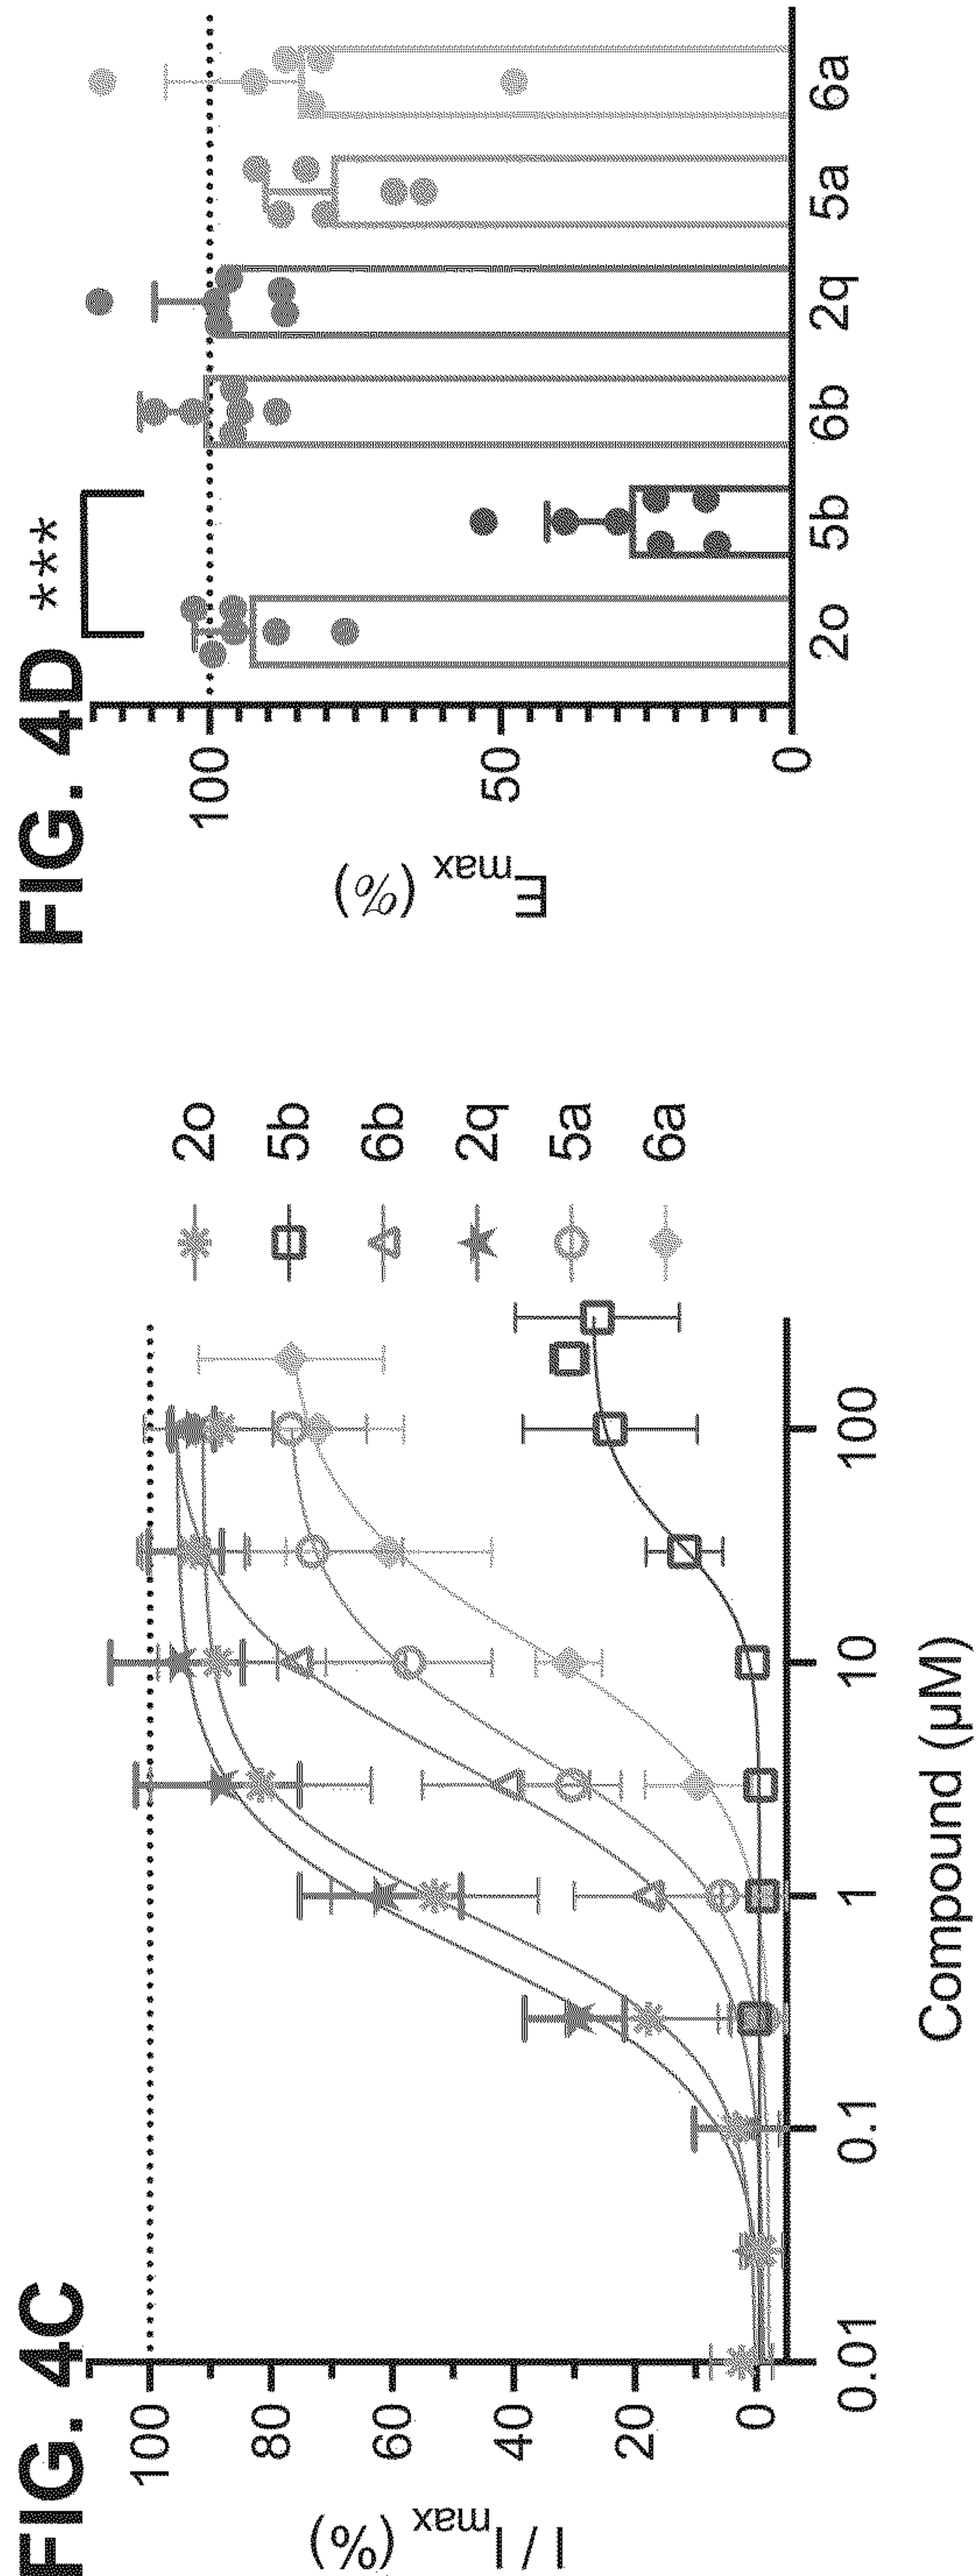 FIG. 4C
I / Imax (%)
100
80
60
40
20
0
0.01
0.1
1
10
100
Compound (µM)
2o
5b
6b
2q
5a
6a
FIG. 4D
***
Emax (%)
100
50
0
2o
5b
6b
2q
5a
6a